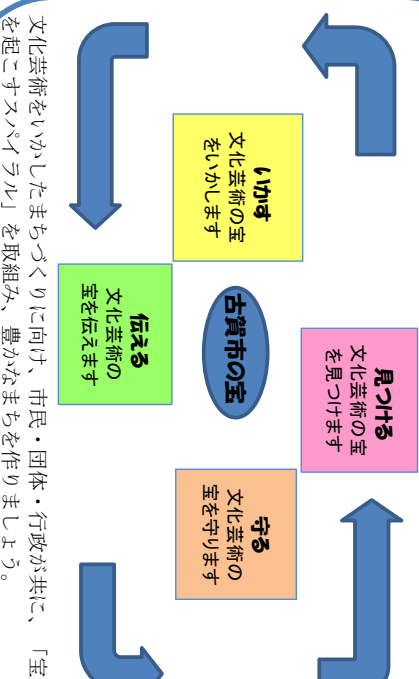 見つける
文化芸術の宝
を見つけます
いかす
文化芸術の宝
をいかします
古賀市の宝
守る
文化芸術の
宝を守ります
伝える
文化芸術の
宝を伝えます
文化芸術をいかしたまちづくりに向け、市民・団体・行政が共に、「宝
を起こすスパイラル」を取組み、豊かなまちを作りましょう。